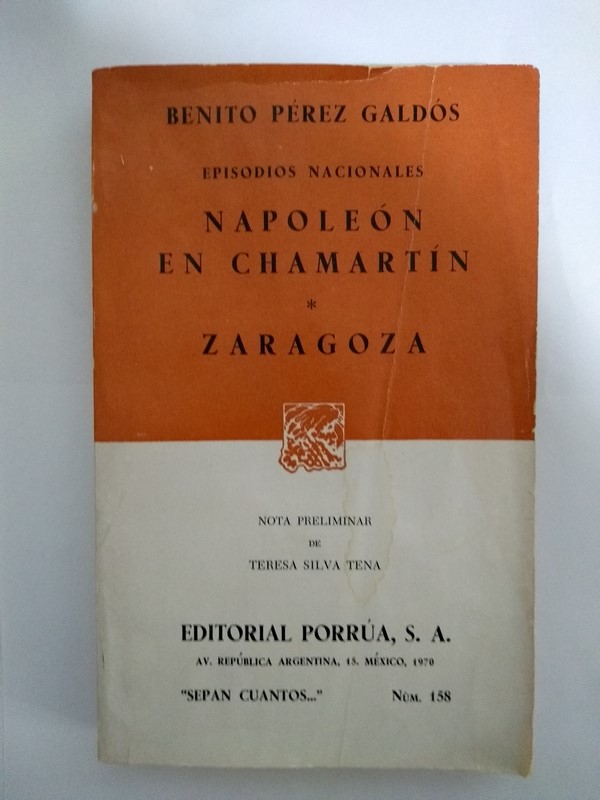 BENITO PÉREZ GALDÓS
EPISODIOS NACIONALES
NAPOLEÓN
EN CHAMARTÍN
*
ZARAGOZA
NOTA PRELIMINAR
DE
TERESA SILVA TENA
EDITORIAL PORRÚA, S. A.
AV. REPÚBLICA ARGENTINA, 15. MÉXICO, 1970
"SEPAN CUANTOS..." NÚM. 158